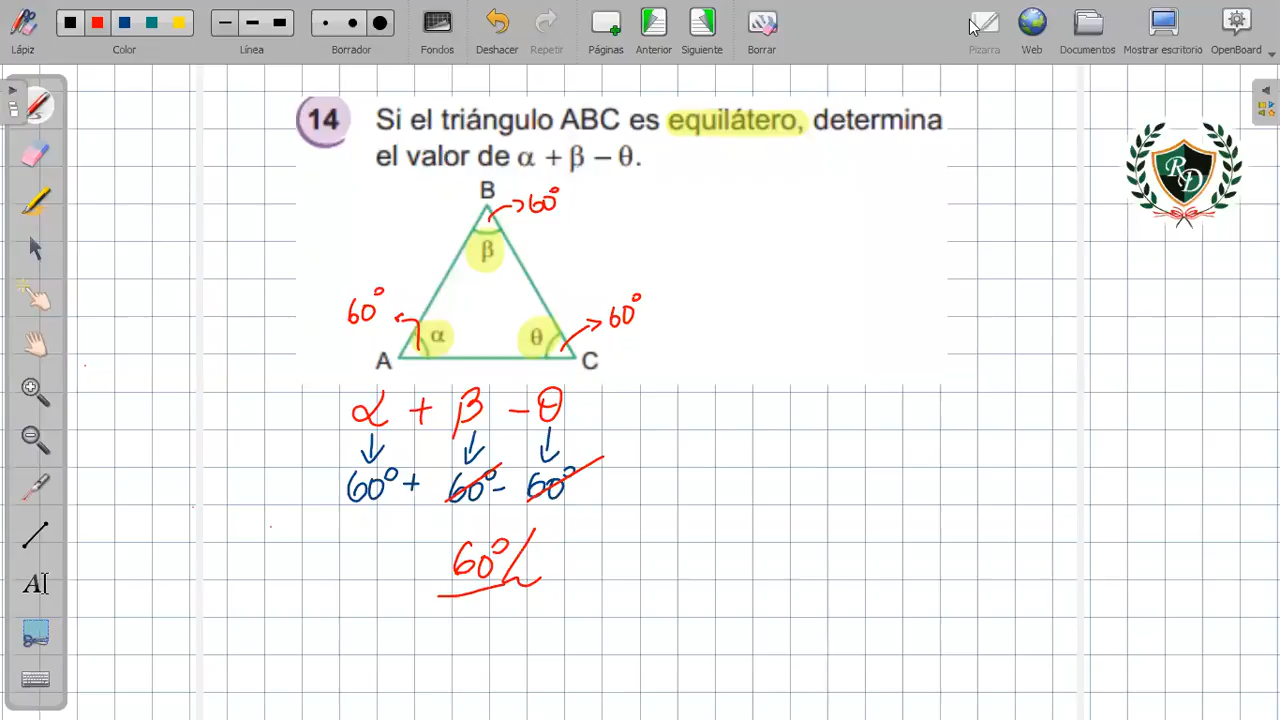 Lápiz
Color
Línea
Borrador
Fondos
Deshacer
Repetir
Páginas
Anterior
Siguiente
Borrar
Pizarra
Web
Documentos
Mostrar escritorio
OpenBoard
14 Si el triángulo ABC es equilátero, determina
el valor de α + β − θ.
B
60°
β
60°
60°
α
θ
A
C
α + β − θ
60° + 60° − 60°
60°
RD
A